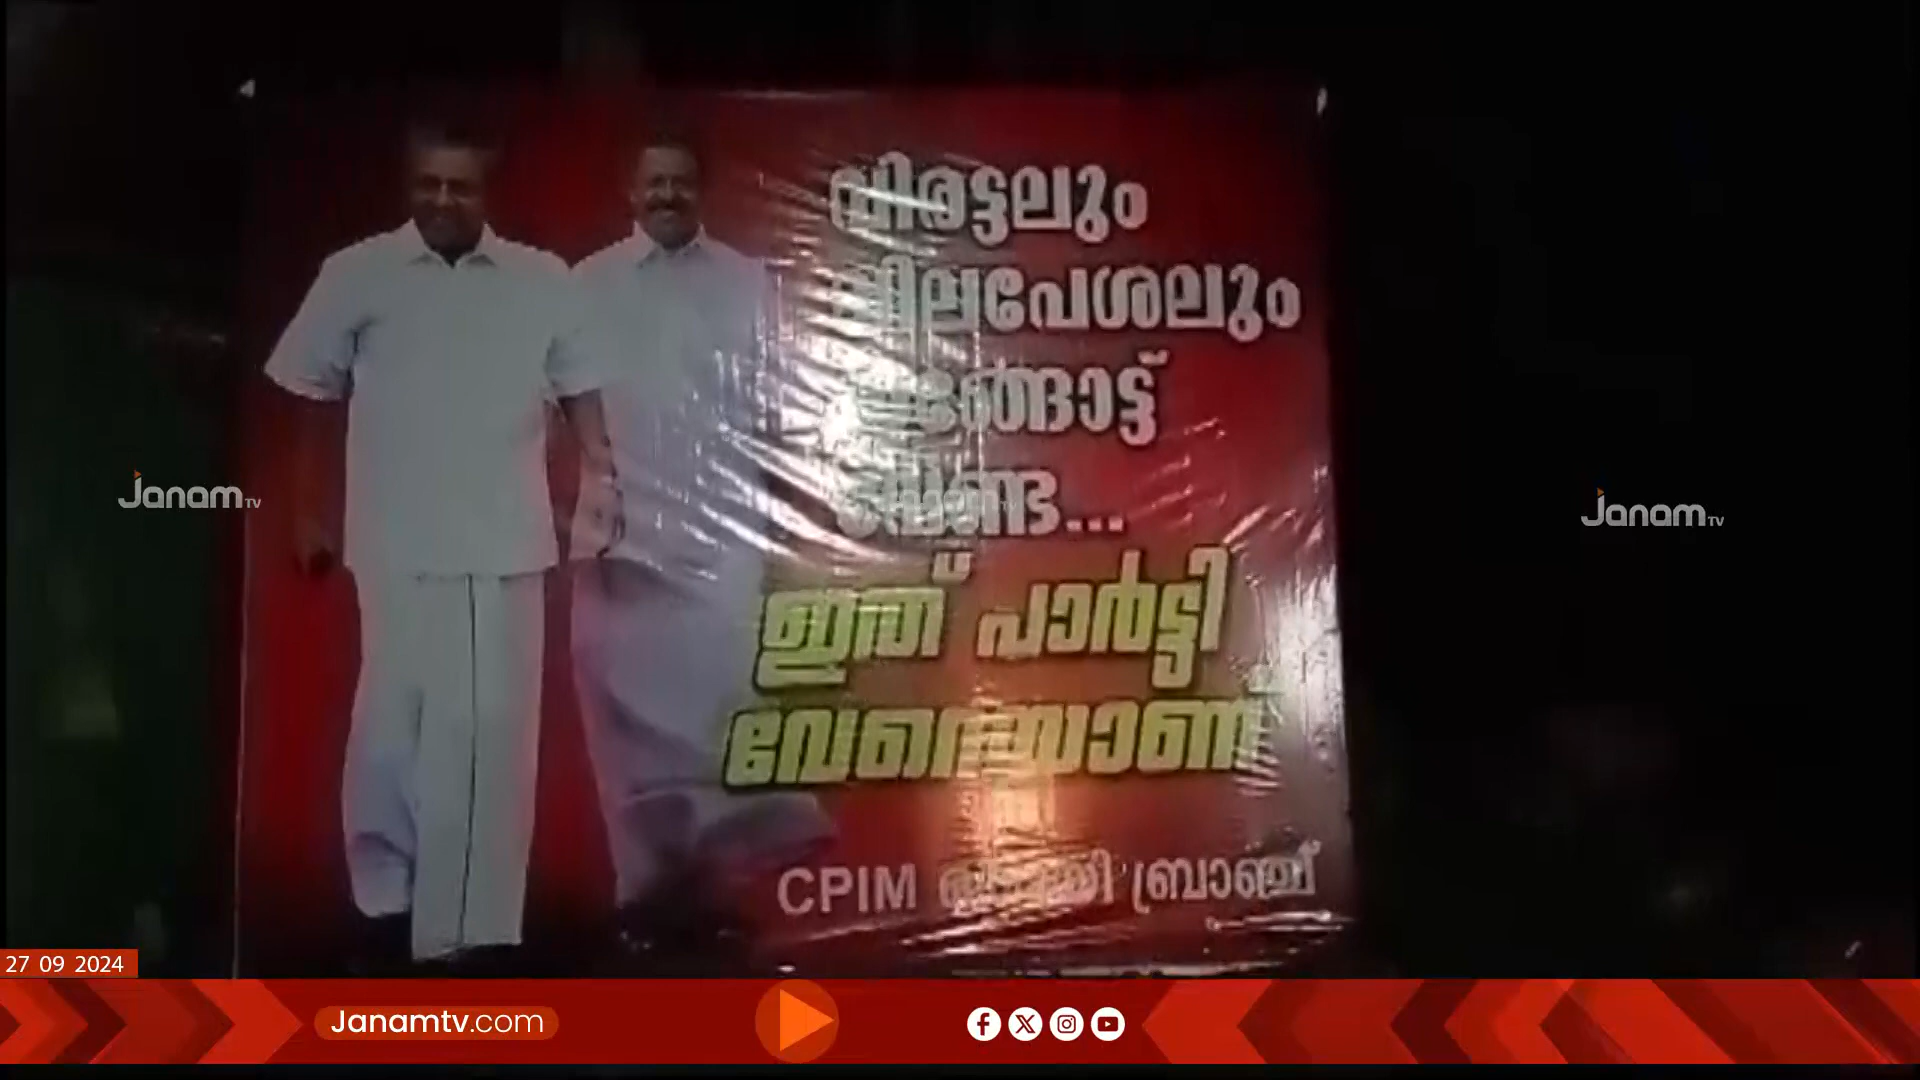 വിരട്ടലും
വിലപേശലും
ഇങ്ങോട്ട്
വേണ്ട...
ഇത് പാർട്ടി
വേറെയാണ്
CPIM ബ്രാഞ്ച്
Janam TV
Janam TV
27 09 2024
Janamtv.com